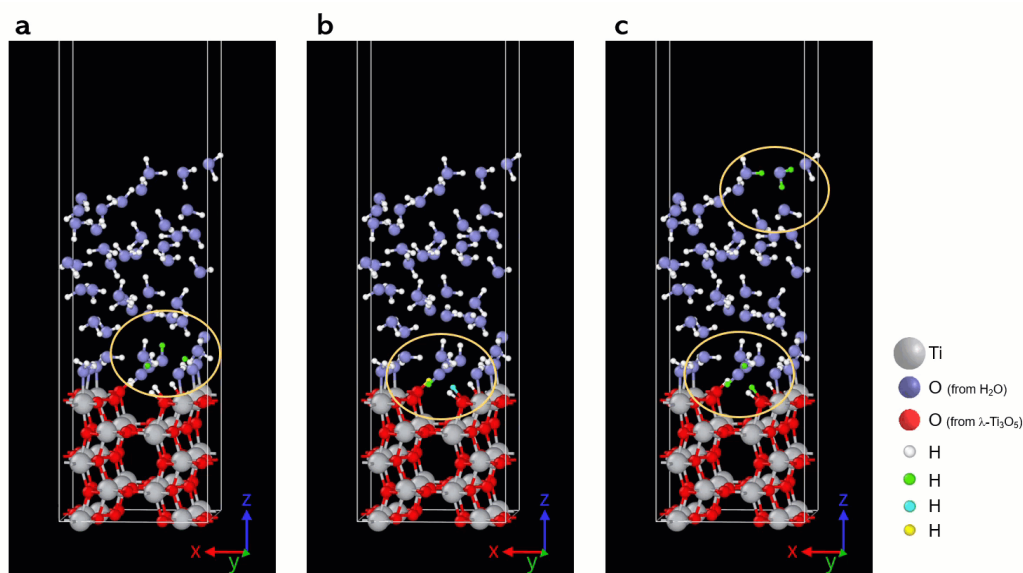 a b c
z z z
x x x
y y y
Ti
O (from H₂O)
O (from λ-Ti₃O₅)
H
H
H
H